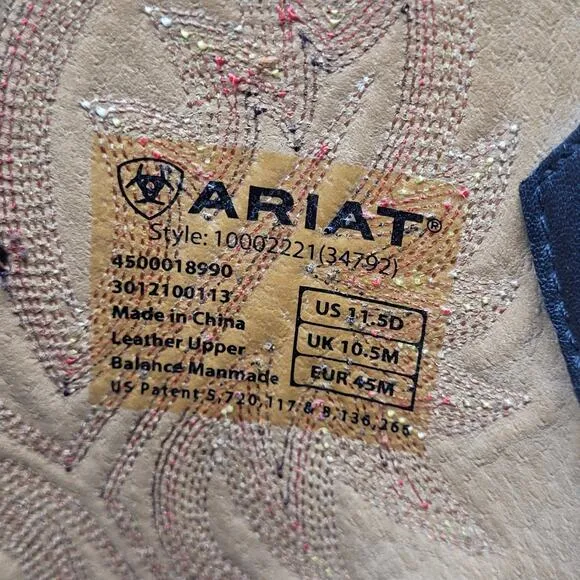 ARIAT®
Style: 10002221(34792)
4500018990
3012100113
Made in China
Leather Upper
Balance Manmade
US Patent 5,720,117 & 8,136,266
US 11.5D
UK 10.5M
EUR 45M